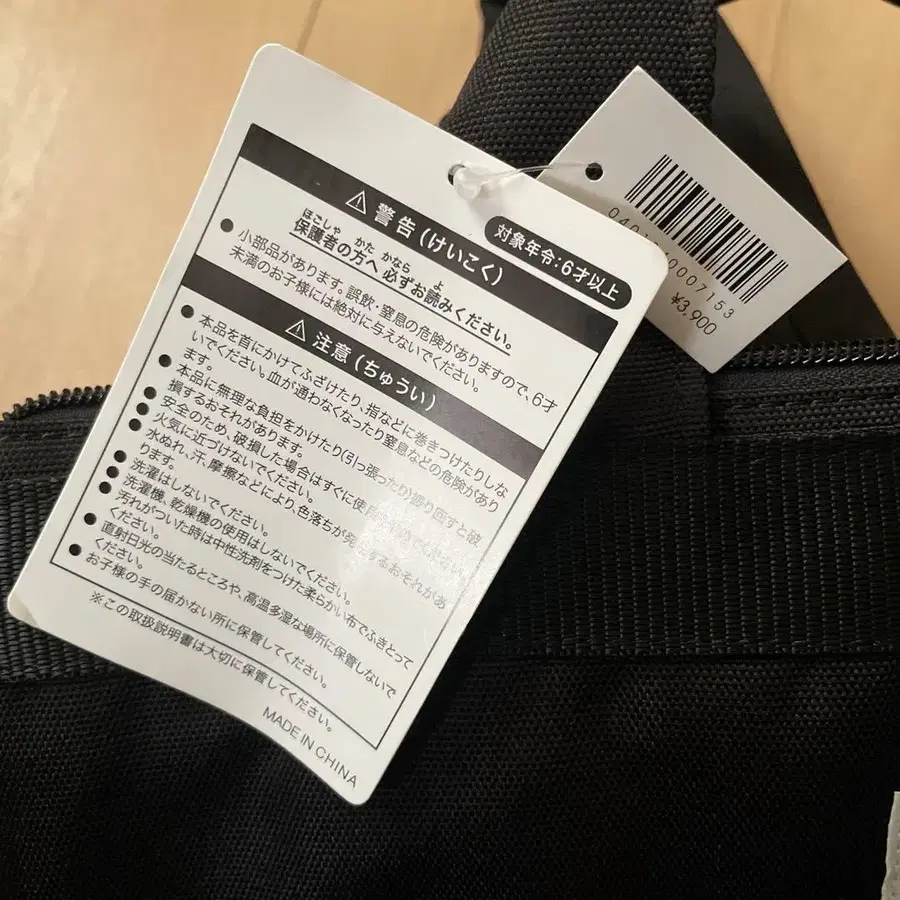 対象年令:6才以上
⚠ 警告(けいこく)
ほごしゃ かた かなら よ
保護者の方へ 必ずお読みください。
● 小部品があります。誤飲・窒息の危険がありますので、6才
未満のお子様には絶対に与えないでください。
⚠ 注意(ちゅうい)
● 本品を首にかけてふざけたり、指などに巻きつけたりしな
いでください。血が通わなくなったり窒息などの危険があり
ます。
● 本品に無理な負担をかけたり(引っ張ったり)振り回すと破
損するおそれがあります。
● 安全のため、破損した場合はすぐに使用
● 火気に近づけないでください。
● 水ぬれ、汗、摩擦などにより、色落ちが発生するおそれがあ
ります。
● 洗濯はしないでください。
● 洗濯機、乾燥機の使用はしないでください。
● 汚れがついた時は中性洗剤をつけた柔らかい布でふきとって
ください。
● 直射日光の当たるところや、高温多湿な場所に保管しないで
ください。
● お子様の手の届かない所に保管してください。
※この取扱説明書は大切に保管してください。
MADE IN CHINA
0007153
¥3,900